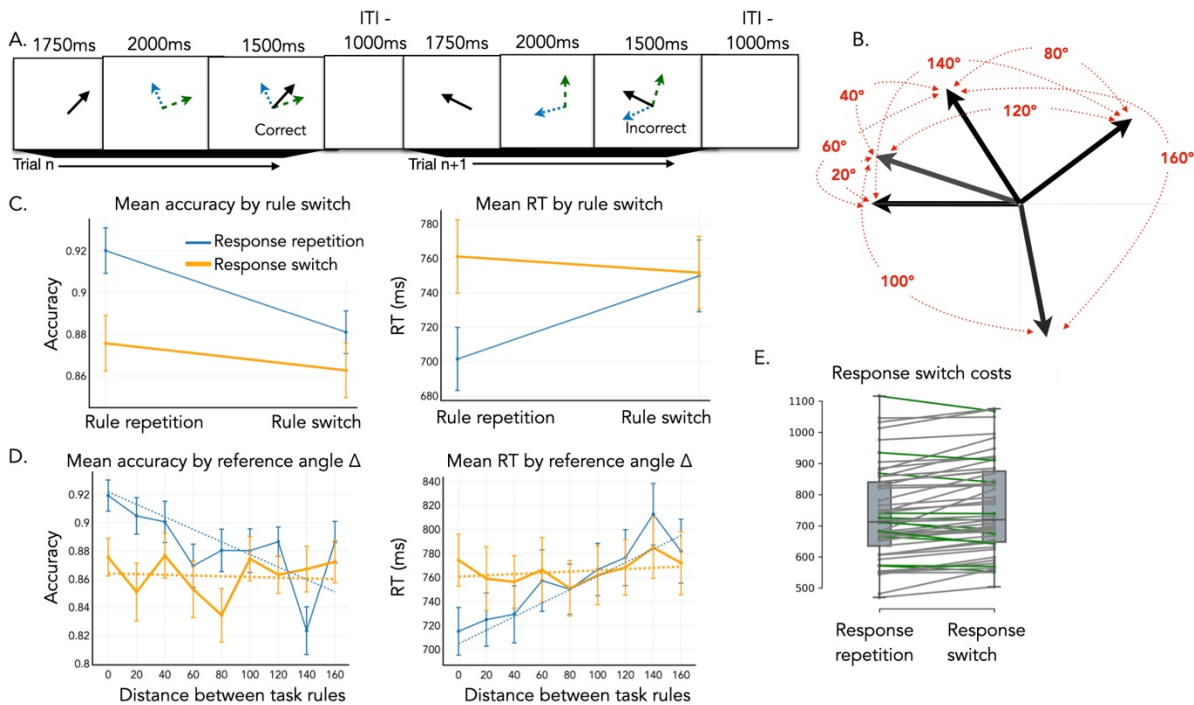 A.
ITI - ITI -
1750ms 2000ms 1500ms 1000ms 1750ms 2000ms 1500ms 1000ms
Correct Incorrect
Trial n Trial n+1
B.
140° 80°
40°
120°
60° 160°
20°
100°
C.
Mean accuracy by rule switch
Accuracy
0.92
0.9
0.88
0.86
Response repetition
Response switch
Rule repetition Rule switch
Mean RT by rule switch
RT (ms)
780
760
740
720
700
680
Rule repetition Rule switch
D.
Mean accuracy by reference angle Δ
Accuracy
0.92
0.9
0.88
0.86
0.84
0.82
0.8
0 20 40 60 80 100 120 140 160
Distance between task rules
Mean RT by reference angle Δ
RT (ms)
840
820
800
780
760
740
720
700
0 20 40 60 80 100 120 140 160
Distance between task rules
E.
Response switch costs
1100
1000
900
800
700
600
500
Response Response
repetition switch